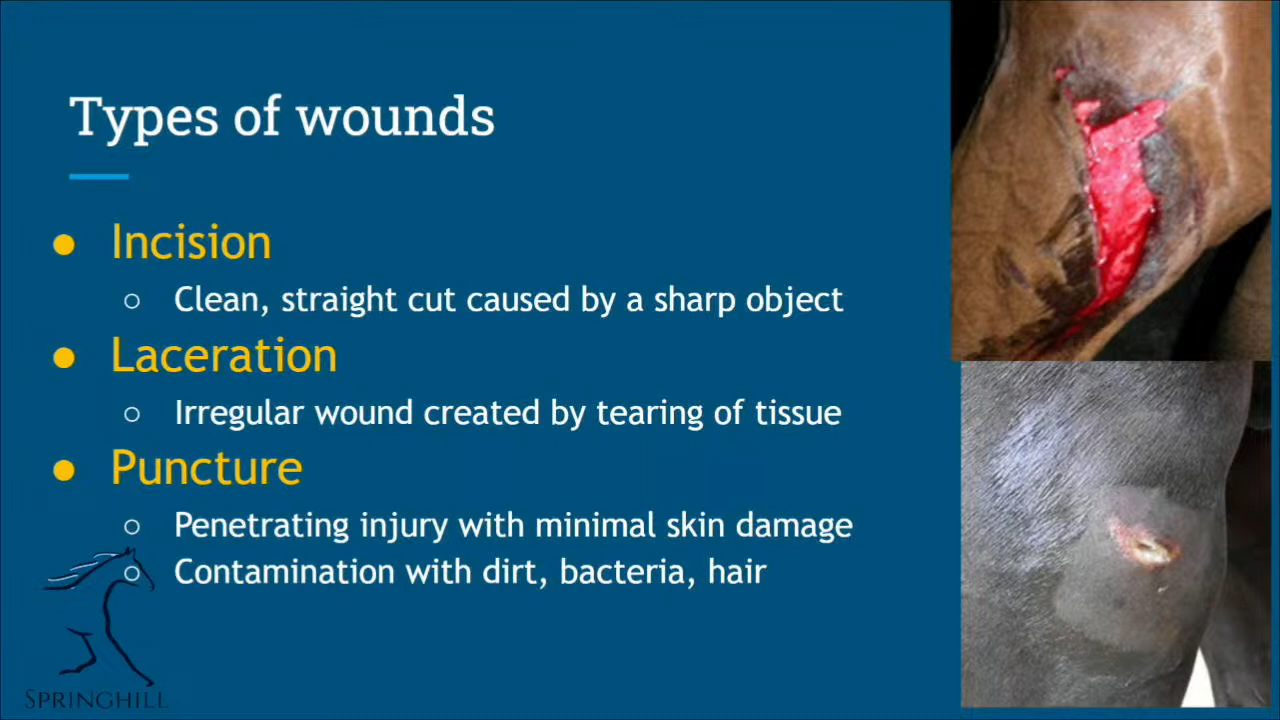 Types of wounds
● Incision
○ Clean, straight cut caused by a sharp object
● Laceration
○ Irregular wound created by tearing of tissue
● Puncture
○ Penetrating injury with minimal skin damage
○ Contamination with dirt, bacteria, hair
SPRINGHILL